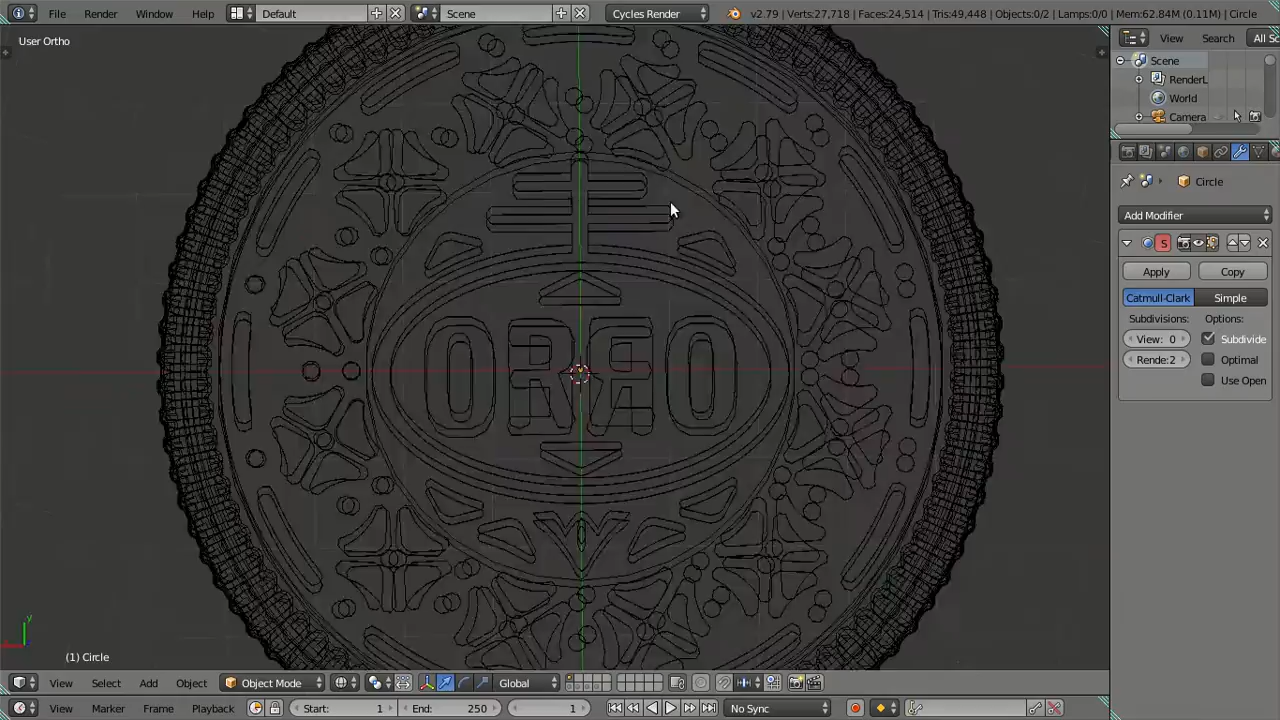 File Render Window Help Default Scene Cycles Render v2.79 | Verts:27,718 | Faces:24,514 | Tris:49,448 | Objects:0/2 | Lamps:0/0 | Mem:62.84M (0.11M) | Circle
User Ortho
View Search All Sc
Scene
RenderL
World
Camera
Circle
Add Modifier
S
Apply Copy
Catmull-Clark Simple
Subdivisions: Options:
View: 0 Subdivide
Rende:2 Optimal
Use Open
ORRO
y
(1) Circle
View Select Add Object Object Mode Global
View Marker Frame Playback Start: 1 End: 250 1 No Sync